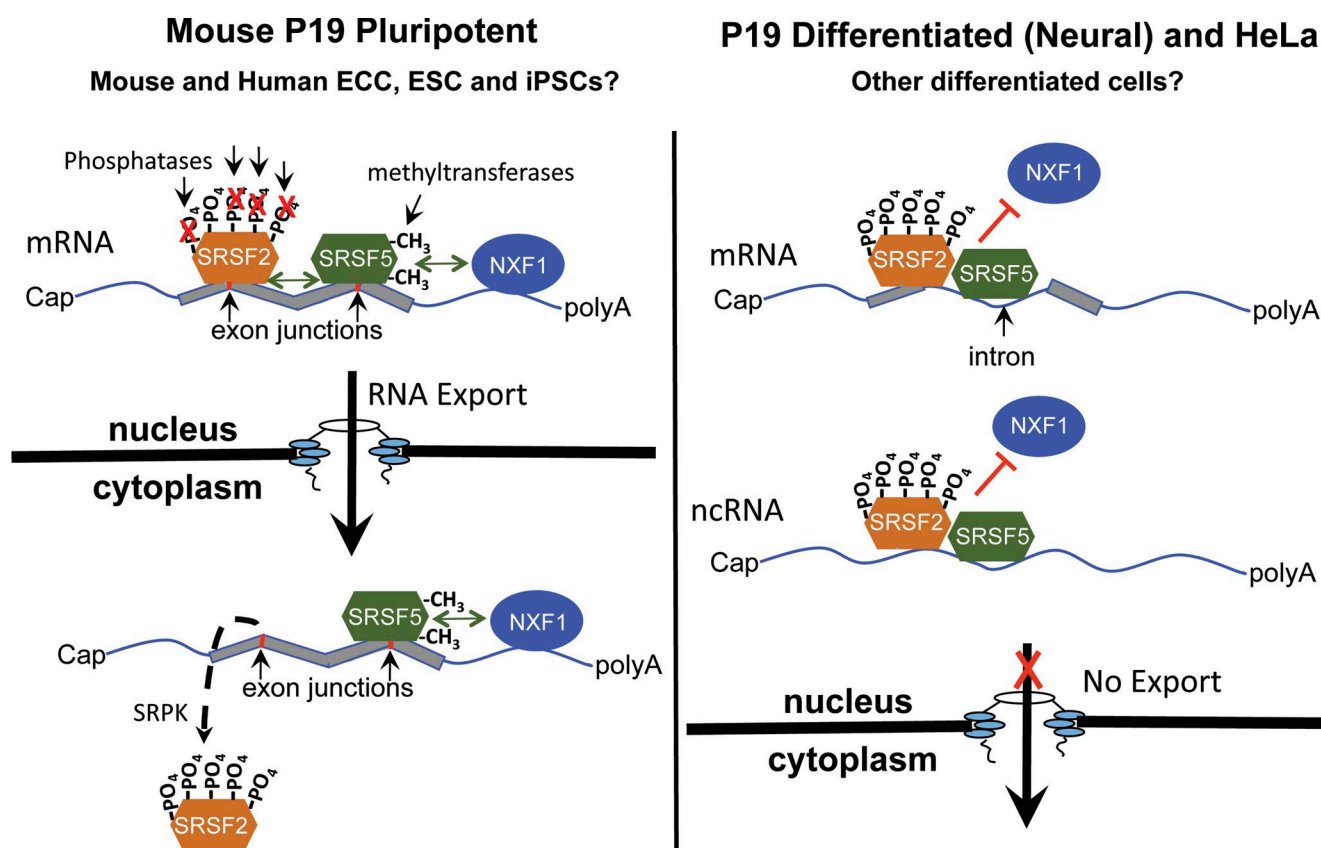 Mouse P19 Pluripotent
Mouse and Human ECC, ESC and iPSCs?
Phosphatases
methyltransferases
PO4
PO4
PO4
PO4
PO4
mRNA
SRSF2
SRSF5
-CH3
-CH3
NXF1
Cap
polyA
exon junctions
RNA Export
nucleus
cytoplasm
SRSF5
-CH3
-CH3
NXF1
Cap
polyA
exon junctions
SRPK
PO4
PO4
PO4
PO4
PO4
SRSF2
P19 Differentiated (Neural) and HeLa
Other differentiated cells?
NXF1
PO4
PO4
PO4
PO4
PO4
mRNA
SRSF2
SRSF5
Cap
polyA
intron
NXF1
PO4
PO4
PO4
PO4
PO4
ncRNA
SRSF2
SRSF5
Cap
polyA
No Export
nucleus
cytoplasm